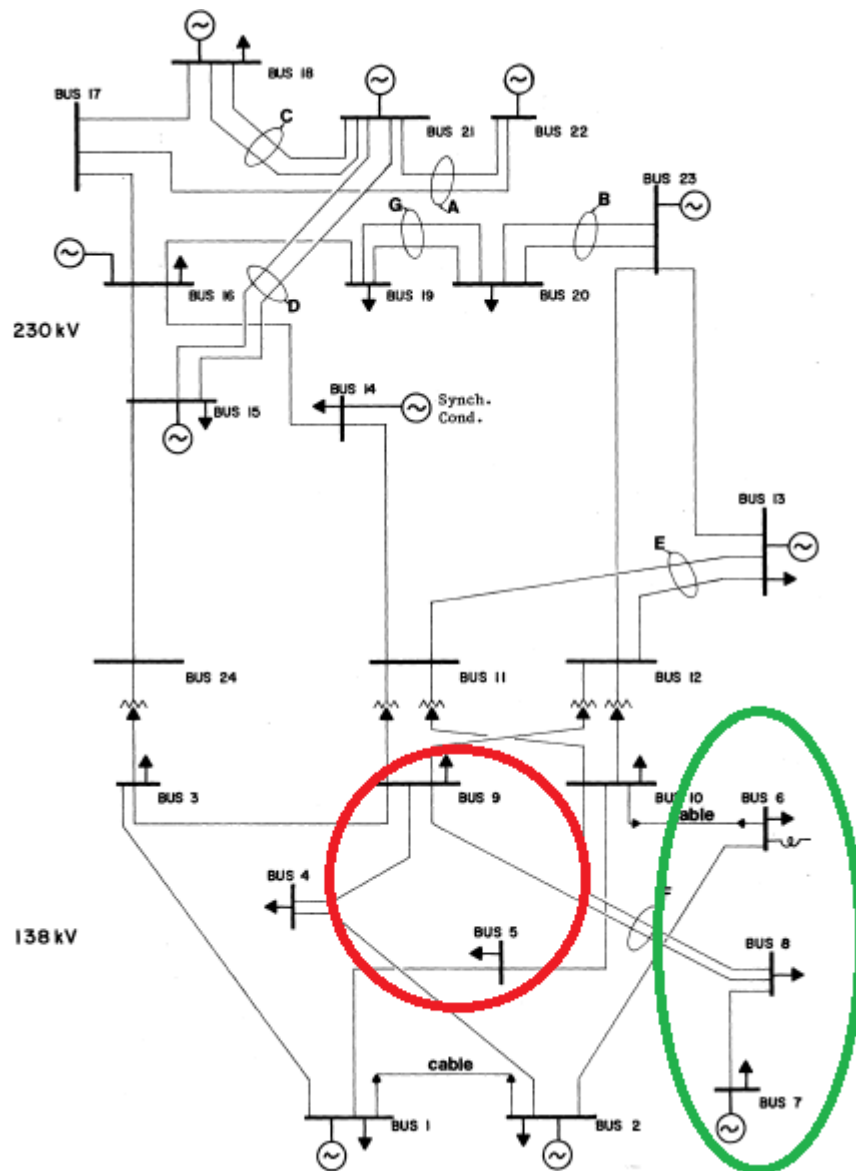 BUS 18
BUS 17
C
BUS 21
BUS 22
BUS 23
A
G
B
BUS 16
D
BUS 19
BUS 20
230 kV
BUS 14
Synch.
Cond.
BUS 15
BUS 13
E
BUS 24
BUS 11
BUS 12
BUS 3
BUS 9
BUS 10
BUS 6
cable
BUS 4
F
138 kV
BUS 5
BUS 8
cable
BUS 1
BUS 2
BUS 7